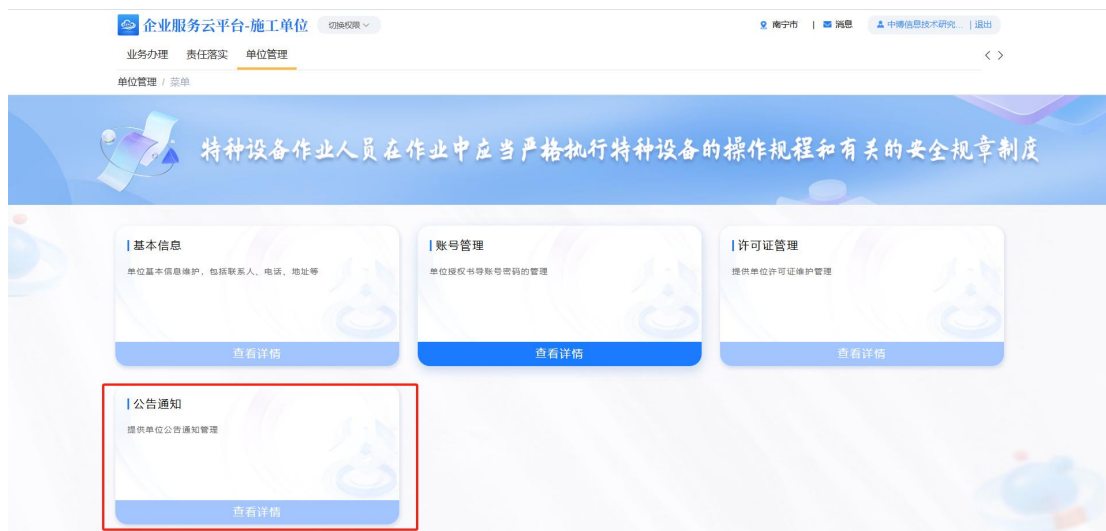 企业服务云平台-施工单位 切换权限
南宁市 | 消息 中博信息技术研究... | 退出
业务办理 责任落实 单位管理
单位管理 / 菜单
特种设备作业人员在作业中应当严格执行特种设备的操作规程和有关的安全规章制度
基本信息
单位基本信息维护，包括联系人、电话、地址等
查看详情
账号管理
单位授权书导账号密码的管理
查看详情
许可证管理
提供单位许可证维护管理
查看详情
公告通知
提供单位公告通知管理
查看详情